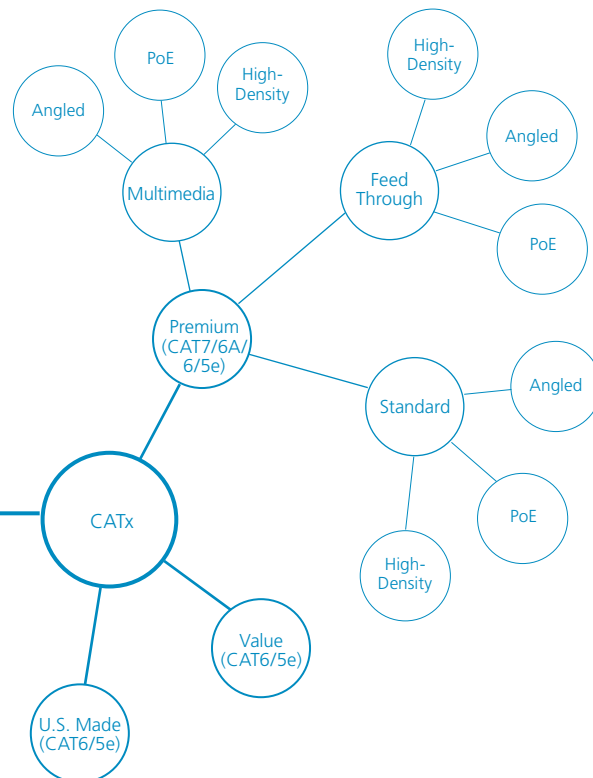 High-
Density
PoE
High-
Density
Angled
Angled
Multimedia
Feed
Through
PoE
Premium
(CAT7/6A/
6/5e)
Angled
Standard
PoE
CATx
High-
Density
Value
(CAT6/5e)
U.S. Made
(CAT6/5e)